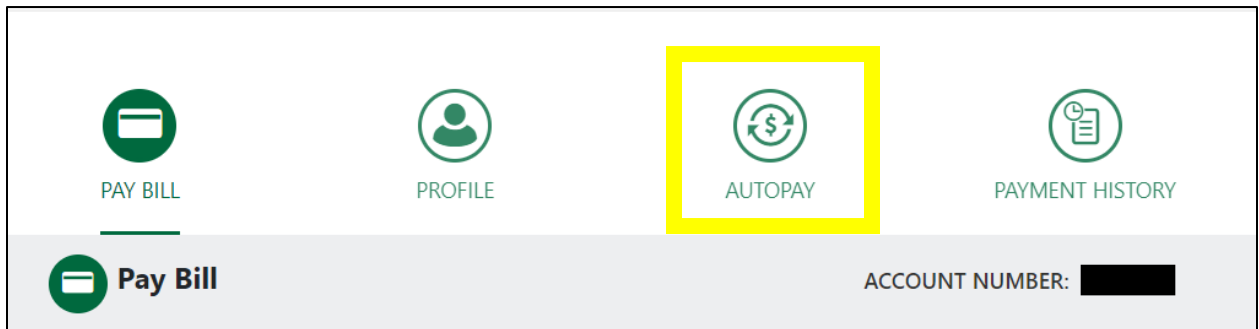 PAY BILL PROFILE AUTOPAY PAYMENT HISTORY
Pay Bill ACCOUNT NUMBER: